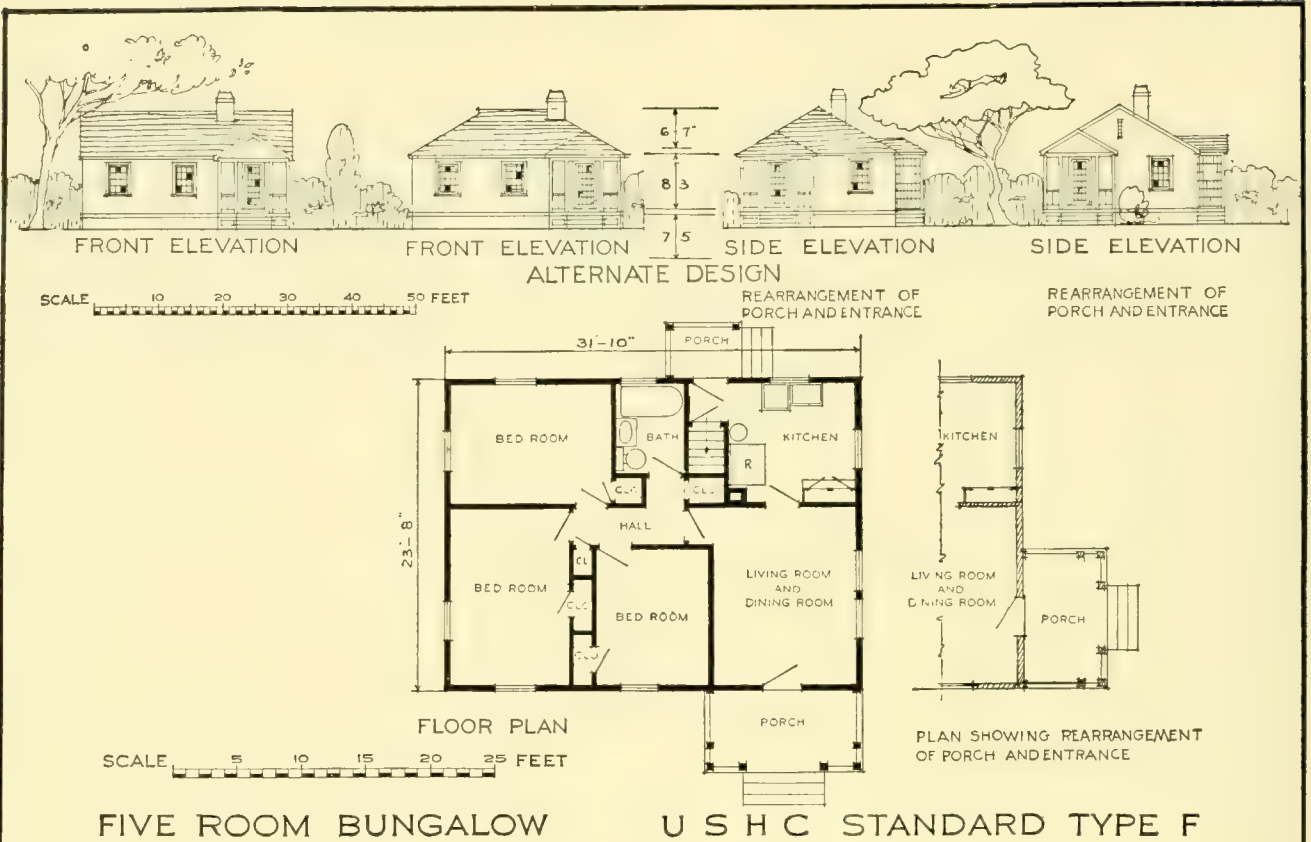 6' 7"
8 3
7 5
FRONT ELEVATION
FRONT ELEVATION
SIDE ELEVATION
SIDE ELEVATION
ALTERNATE DESIGN
SCALE 10 20 30 40 50 FEET
REARRANGEMENT OF
PORCH AND ENTRANCE
REARRANGEMENT OF
PORCH AND ENTRANCE
31'-10"
PORCH
BED ROOM
BATH
KITCHEN
KITCHEN
R
CLO
CLO
HALL
23'-8"
CL
BED ROOM
CLO
BED ROOM
CLO
LIVING ROOM
AND
DINING ROOM
LIVING ROOM
AND
DINING ROOM
PORCH
PORCH
FLOOR PLAN
PLAN SHOWING REARRANGEMENT
OF PORCH AND ENTRANCE
SCALE 5 10 15 20 25 FEET
FIVE ROOM BUNGALOW
U S H C STANDARD TYPE F